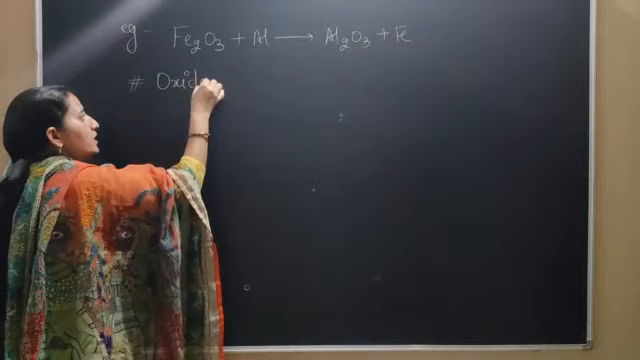 eg - Fe₂O₃ + Al ⟶ Al₂O₃ + Fe
# Oxid